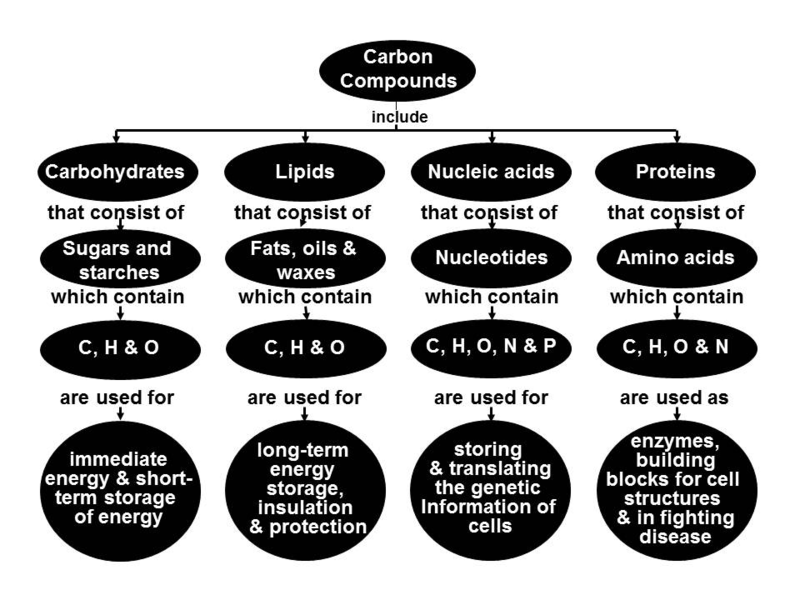 Carbon
Compounds
include
Carbohydrates
Lipids
Nucleic acids
Proteins
that consist of
that consist of
that consist of
that consist of
Sugars and
starches
Fats, oils &
waxes
Nucleotides
Amino acids
which contain
which contain
which contain
which contain
C, H & O
C, H & O
C, H, O, N & P
C, H, O & N
are used for
are used for
are used for
are used as
immediate
energy & short-
term storage
of energy
long-term
energy
storage,
insulation
& protection
storing
& translating
the genetic
Information of
cells
enzymes,
building
blocks for cell
structures
& in fighting
disease